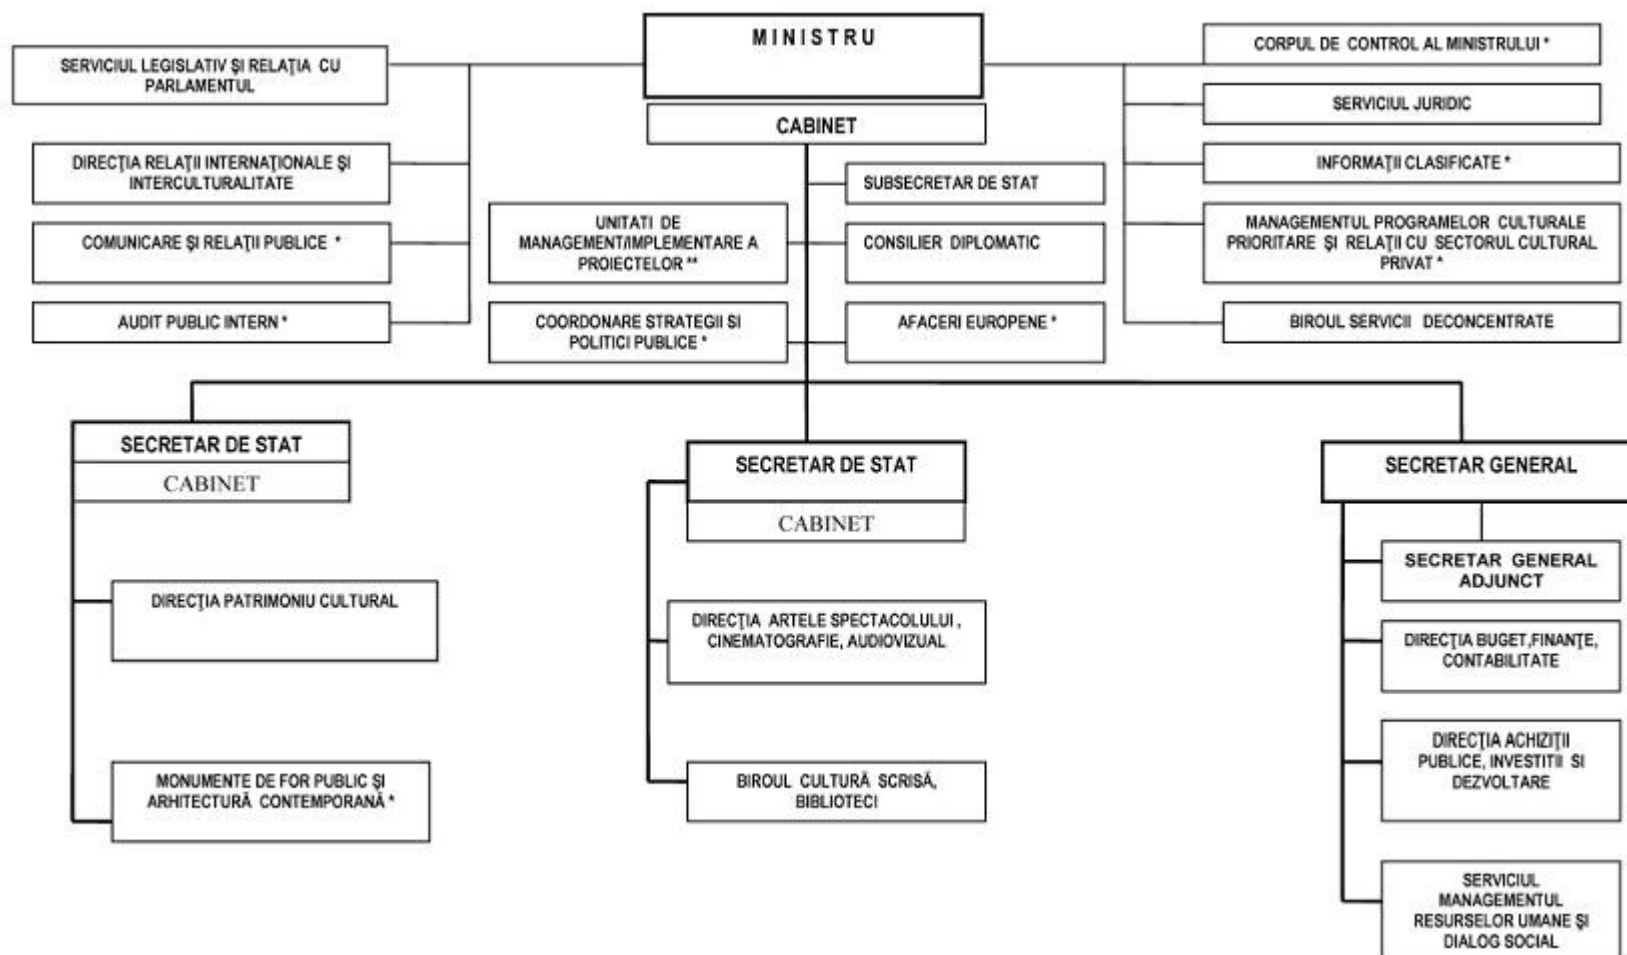 M I N I S T R U
CABINET
SERVICIUL LEGISLATIV ŞI RELAŢIA CU
PARLAMENTUL
DIRECŢIA RELAŢII INTERNAŢIONALE ŞI
INTERCULTURALITATE
COMUNICARE ŞI RELAŢII PUBLICE *
AUDIT PUBLIC INTERN *
UNITATI DE
MANAGEMENT/IMPLEMENTARE A
PROIECTELOR **
COORDONARE STRATEGII SI
POLITICI PUBLICE *
SUBSECRETAR DE STAT
CONSILIER DIPLOMATIC
AFACERI EUROPENE *
CORPUL DE CONTROL AL MINISTRULUI *
SERVICIUL JURIDIC
INFORMAŢII CLASIFICATE *
MANAGEMENTUL PROGRAMELOR CULTURALE
PRIORITARE ŞI RELAŢII CU SECTORUL CULTURAL
PRIVAT *
BIROUL SERVICII DECONCENTRATE
SECRETAR DE STAT
CABINET
DIRECŢIA PATRIMONIU CULTURAL
MONUMENTE DE FOR PUBLIC ŞI
ARHITECTURĂ CONTEMPORANĂ *
SECRETAR DE STAT
CABINET
DIRECŢIA ARTELE SPECTACOLULUI ,
CINEMATOGRAFIE, AUDIOVIZUAL
BIROUL CULTURĂ SCRISĂ,
BIBLIOTECI
SECRETAR GENERAL
SECRETAR GENERAL
ADJUNCT
DIRECŢIA BUGET,FINANŢE,
CONTABILITATE
DIRECŢIA ACHIZIŢII
PUBLICE, INVESTITII SI
DEZVOLTARE
SERVICIUL
MANAGEMENTUL
RESURSELOR UMANE ŞI
DIALOG SOCIAL